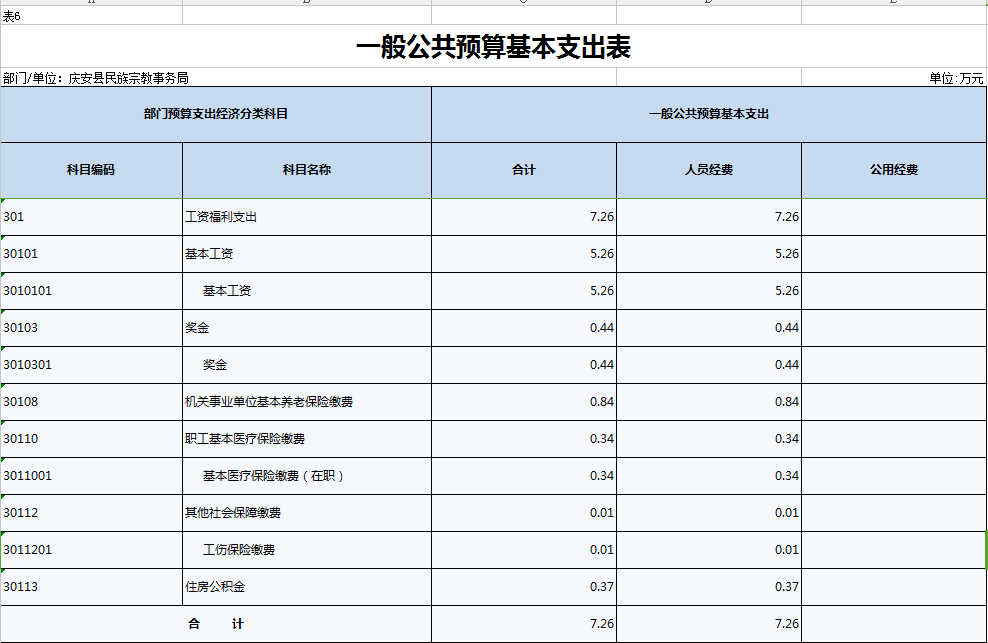 表6
一般公共预算基本支出表
部门/单位：庆安县民族宗教事务局 单位:万元
部门预算支出经济分类科目 一般公共预算基本支出
科目编码 科目名称 合计 人员经费 公用经费
301 工资福利支出 7.26 7.26
30101 基本工资 5.26 5.26
3010101 基本工资 5.26 5.26
30103 奖金 0.44 0.44
3010301 奖金 0.44 0.44
30108 机关事业单位基本养老保险缴费 0.84 0.84
30110 职工基本医疗保险缴费 0.34 0.34
3011001 基本医疗保险缴费（在职） 0.34 0.34
30112 其他社会保障缴费 0.01 0.01
3011201 工伤保险缴费 0.01 0.01
30113 住房公积金 0.37 0.37
合 计 7.26 7.26